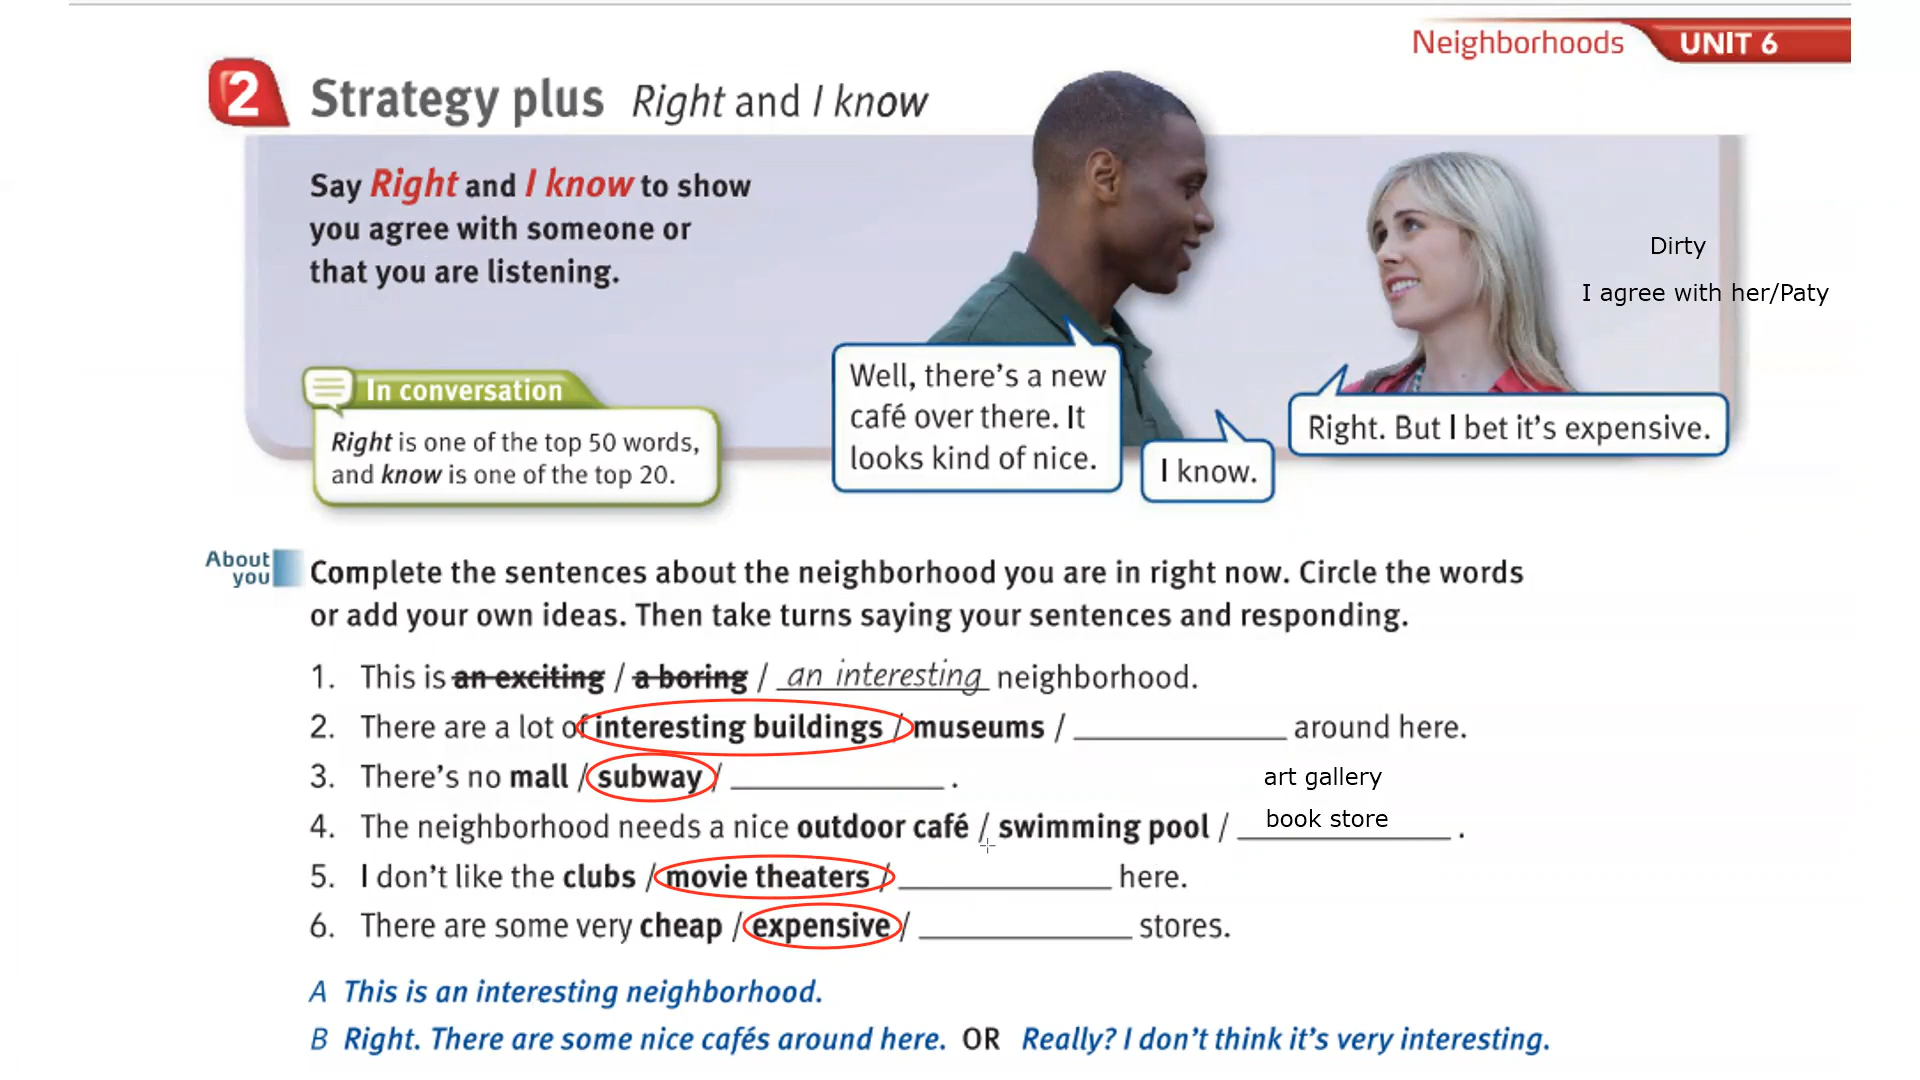 Neighborhoods UNIT 6
2 Strategy plus Right and I know
Say Right and I know to show
you agree with someone or
that you are listening.
Dirty
I agree with her/Paty
In conversation
Right is one of the top 50 words,
and know is one of the top 20.
Well, there's a new
café over there. It
looks kind of nice.
I know.
Right. But I bet it's expensive.
About
you
Complete the sentences about the neighborhood you are in right now. Circle the words
or add your own ideas. Then take turns saying your sentences and responding.
1. This is an exciting / a boring / an interesting neighborhood.
2. There are a lot of interesting buildings / museums / ____________ around here.
3. There's no mall / subway / ____________ .
art gallery
4. The neighborhood needs a nice outdoor café / swimming pool / book store .
5. I don't like the clubs / movie theaters / ____________ here.
6. There are some very cheap / expensive / ____________ stores.
A This is an interesting neighborhood.
B Right. There are some nice cafés around here. OR Really? I don't think it's very interesting.